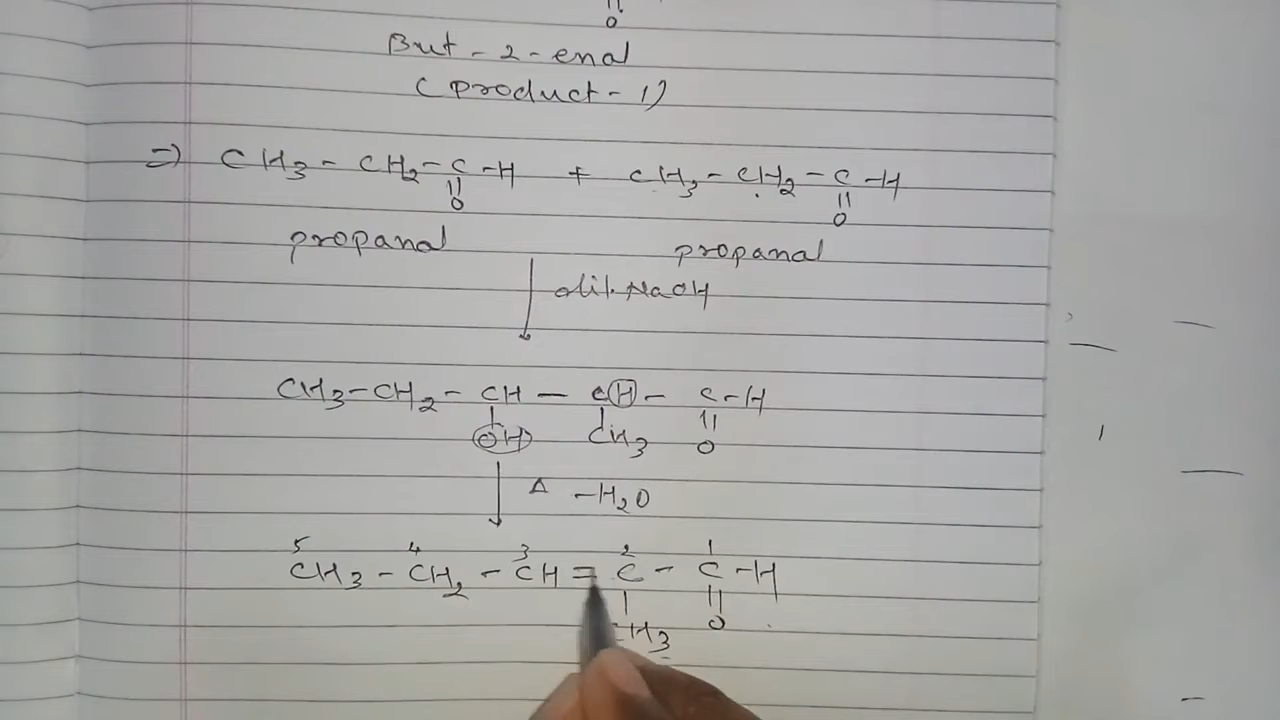 ||
O
But - 2 - enal
(product - 1)
=) CH3 - CH2 - C - H + CH3 - CH2 - C - H
|| ||
O O
propanal propanal
dil. NaOH
CH3 - CH2 - CH - CH - C - H
| | ||
OH CH3 O
Δ - H2O
5 4 3 2 1
CH3 - CH2 - CH = C - C - H
| ||
CH3 O